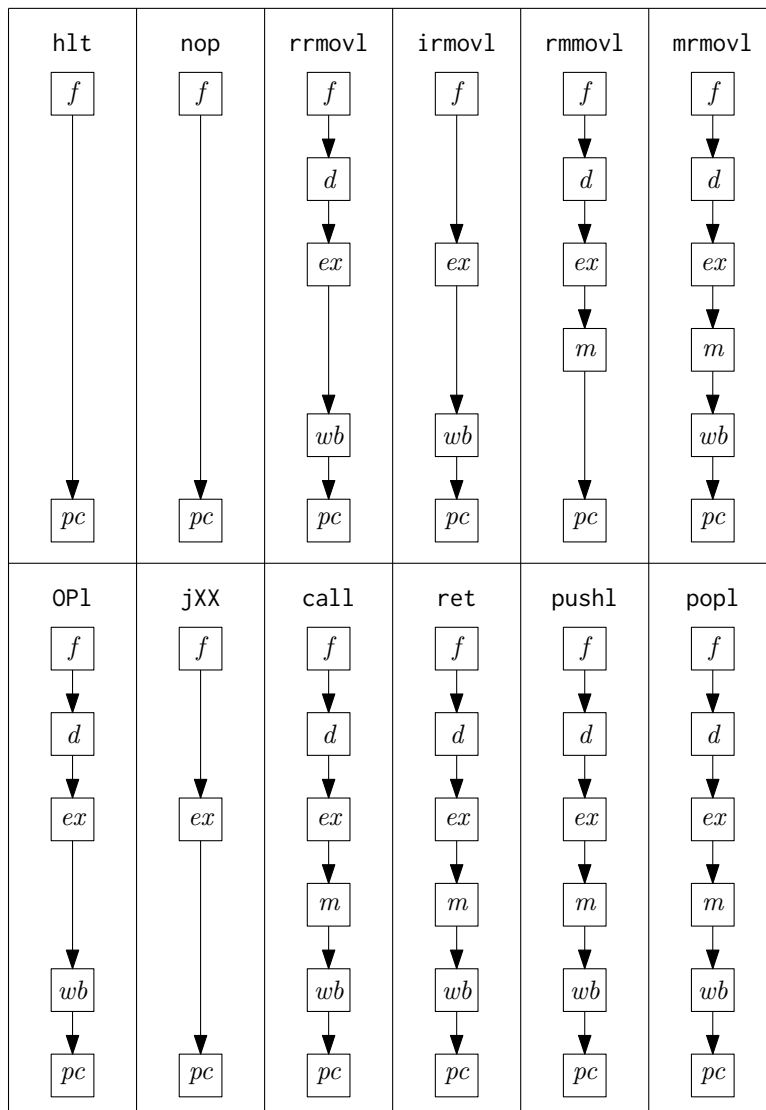 hlt nop rrmovl irmovl rmmovl mrmovl
f f f f f f
d d d
ex ex ex ex
m m
wb wb wb
pc pc pc pc pc pc
OPl jXX call ret pushl popl
f f f f f f
d d d d d
ex ex ex ex ex ex
m m m m
wb wb wb wb wb
pc pc pc pc pc pc